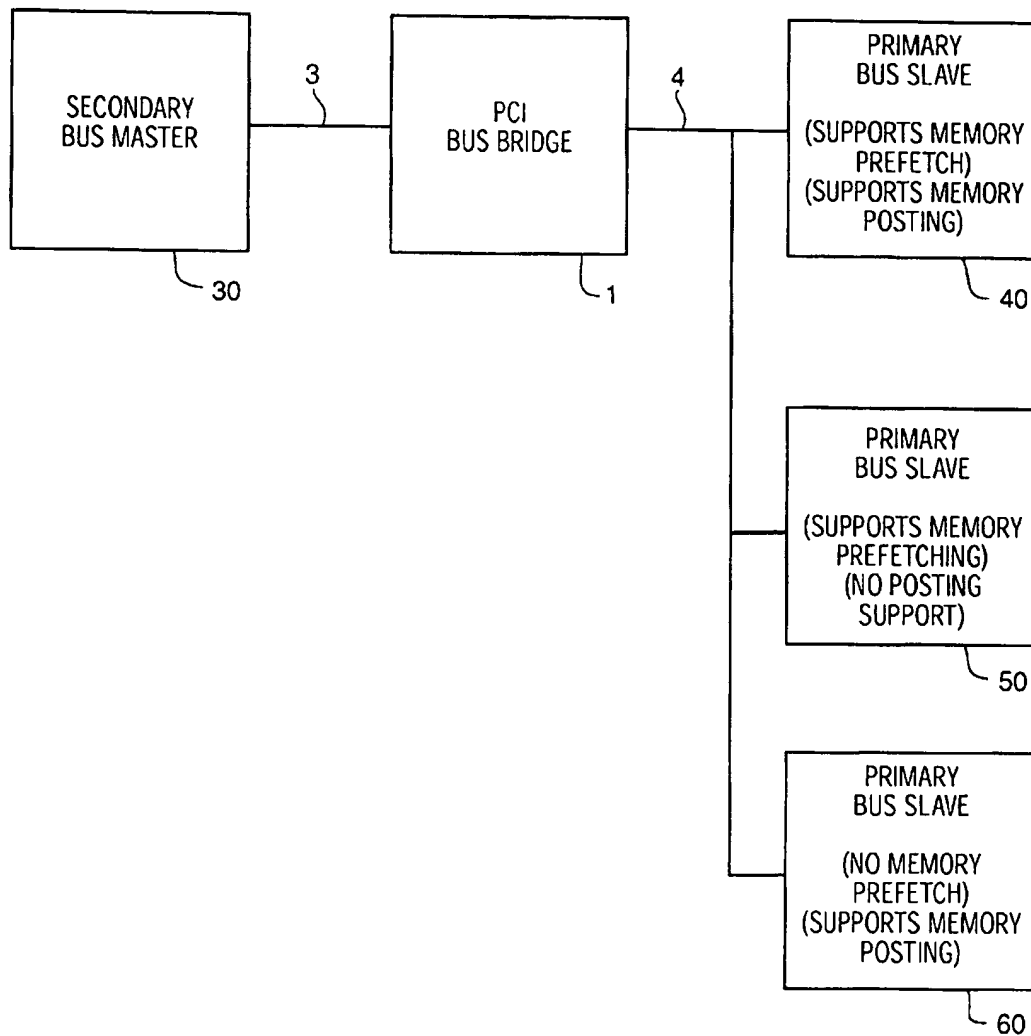 SECONDARY
BUS MASTER
30
3
PCI
BUS BRIDGE
1
4
PRIMARY
BUS SLAVE
(SUPPORTS MEMORY
PREFETCH)
(SUPPORTS MEMORY
POSTING)
40
PRIMARY
BUS SLAVE
(SUPPORTS MEMORY
PREFETCHING)
(NO POSTING
SUPPORT)
50
PRIMARY
BUS SLAVE
(NO MEMORY
PREFETCH)
(SUPPORTS MEMORY
POSTING)
60